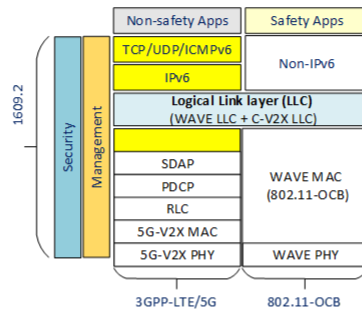 Non-safety Apps
Safety Apps
TCP/UDP/ICMPv6
IPv6
Non-IPv6
Logical Link layer (LLC)
(WAVE LLC + C-V2X LLC)
1609.2
Security
Management
SDAP
PDCP
RLC
5G-V2X MAC
5G-V2X PHY
WAVE MAC
(802.11-OCB)
WAVE PHY
3GPP-LTE/5G
802.11-OCB